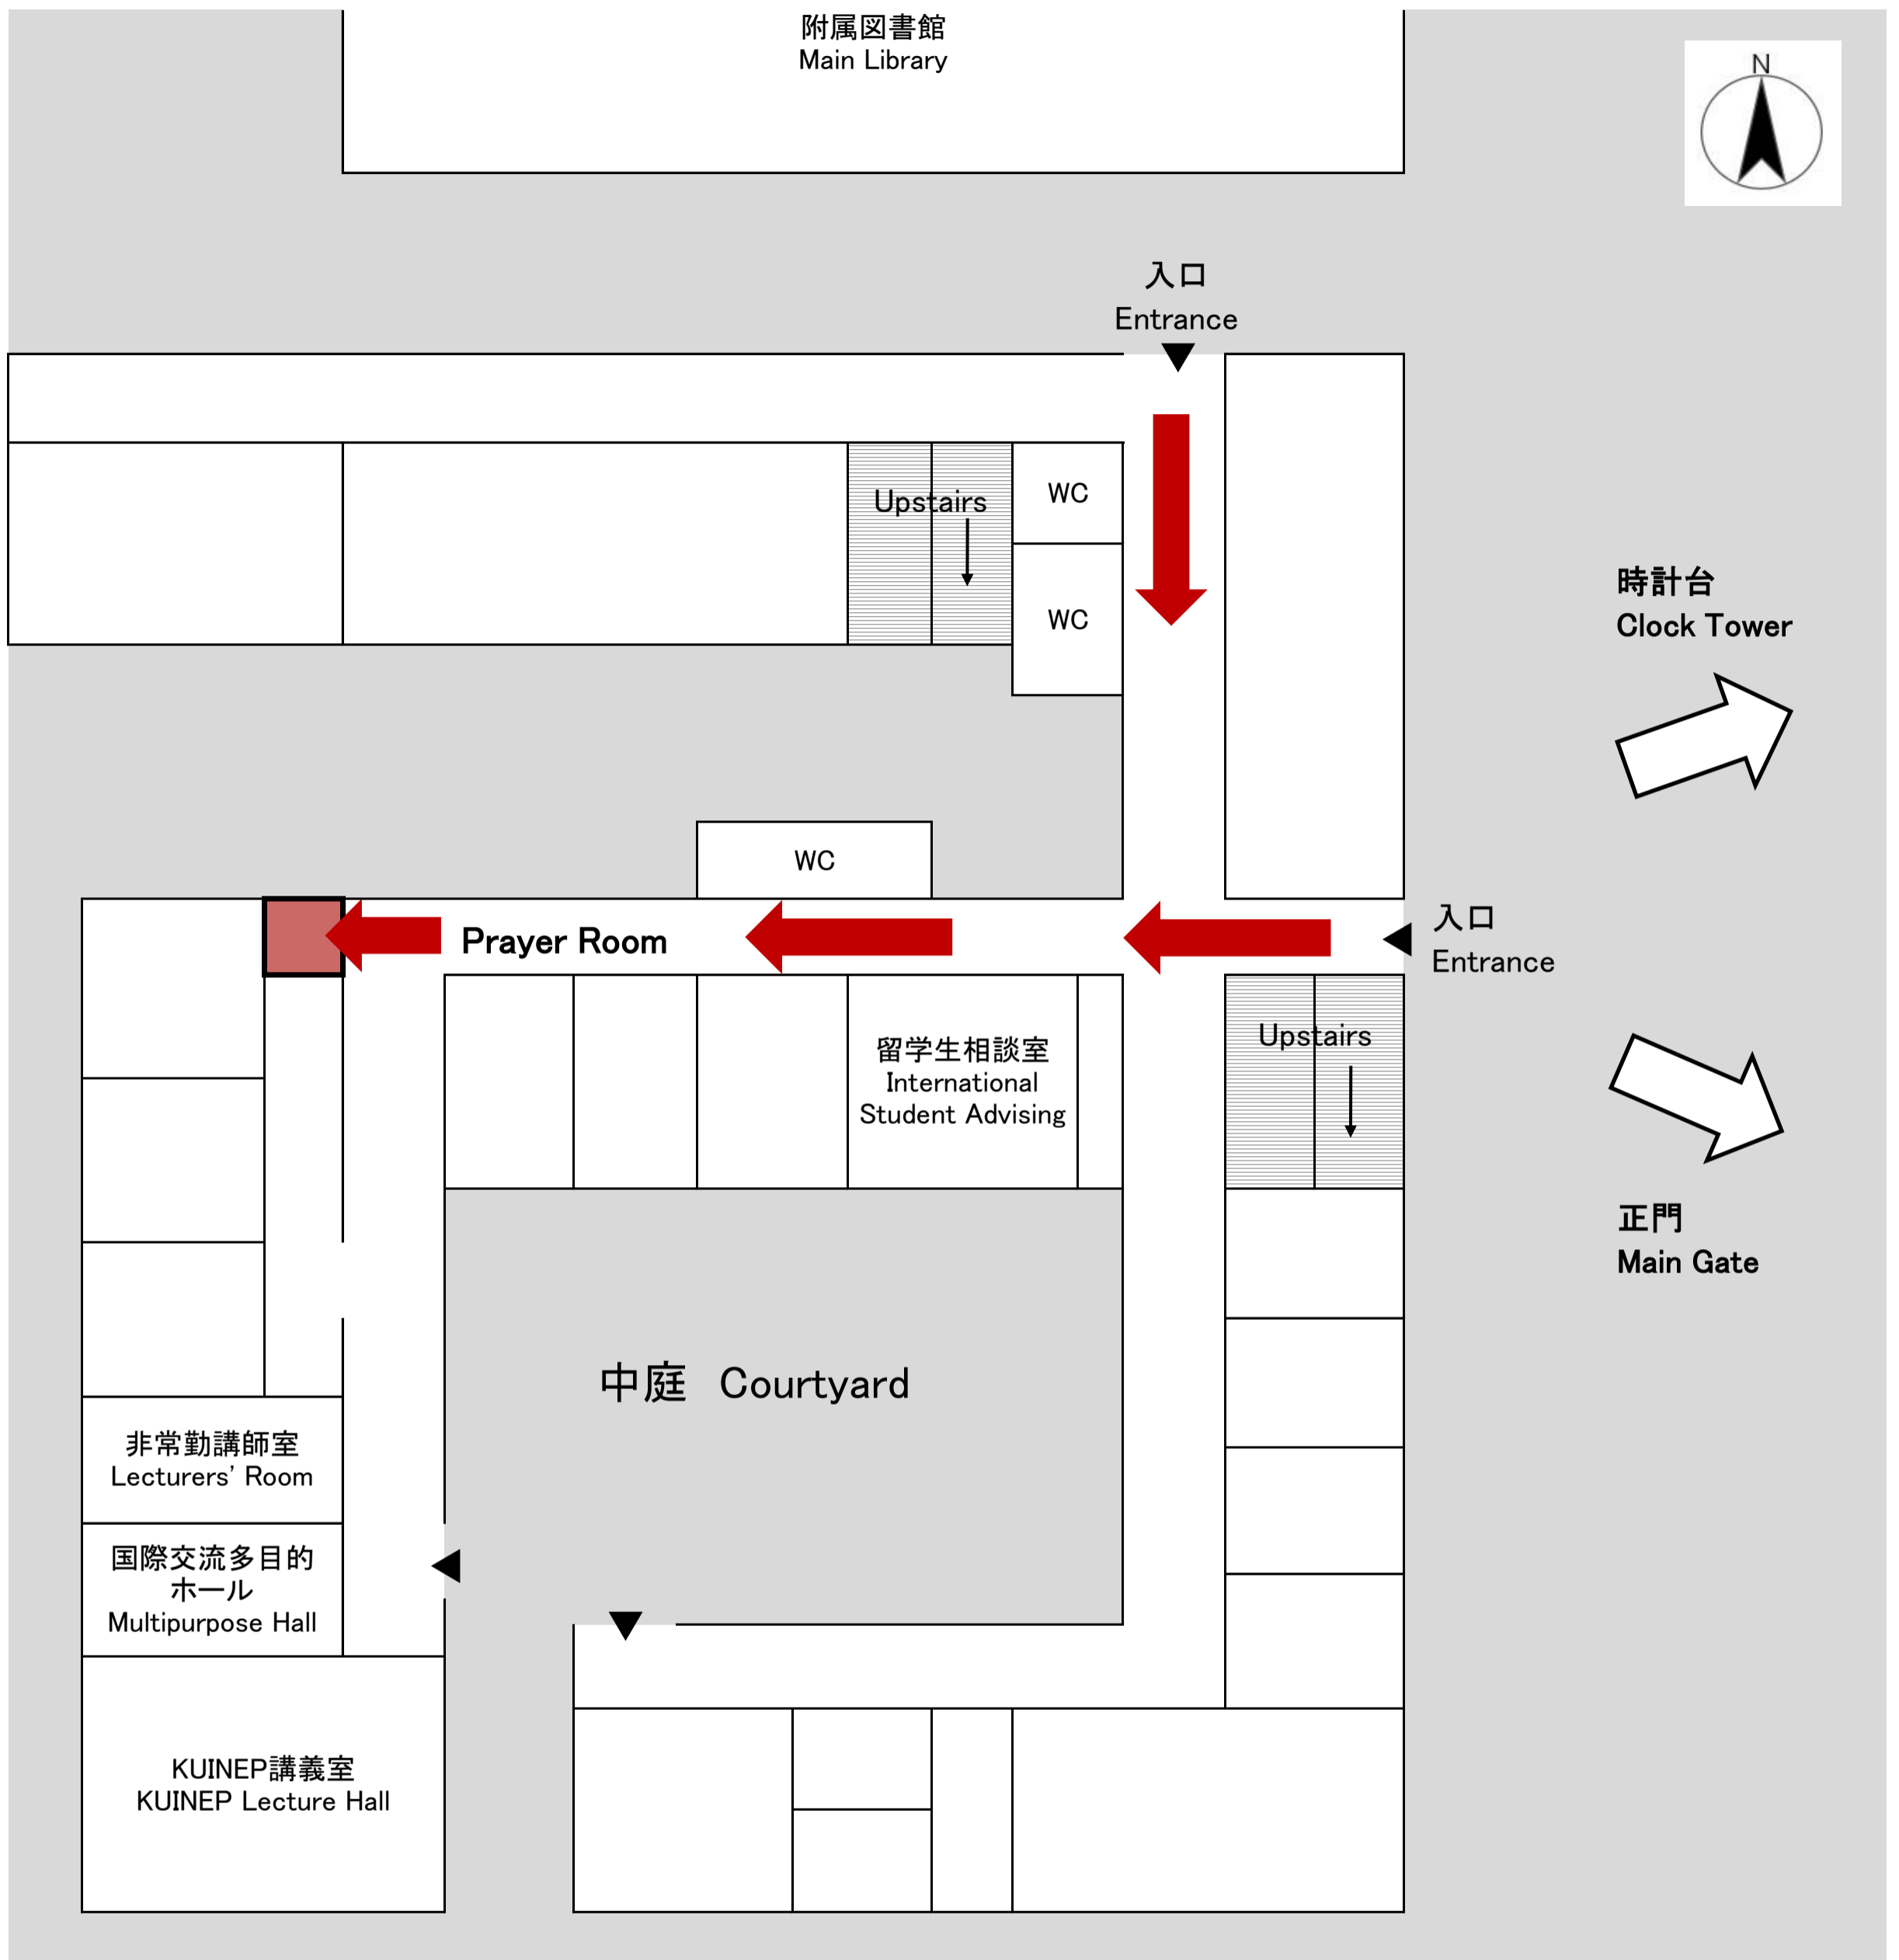 附属図書館
Main Library
N
入口
Entrance
Upstairs
WC
WC
時計台
Clock Tower
WC
Prayer Room
入口
Entrance
Upstairs
留学生相談室
International
Student Advising
正門
Main Gate
中庭 Courtyard
非常勤講師室
Lecturers' Room
国際交流多目的
ホール
Multipurpose Hall
KUINEP講義室
KUINEP Lecture Hall